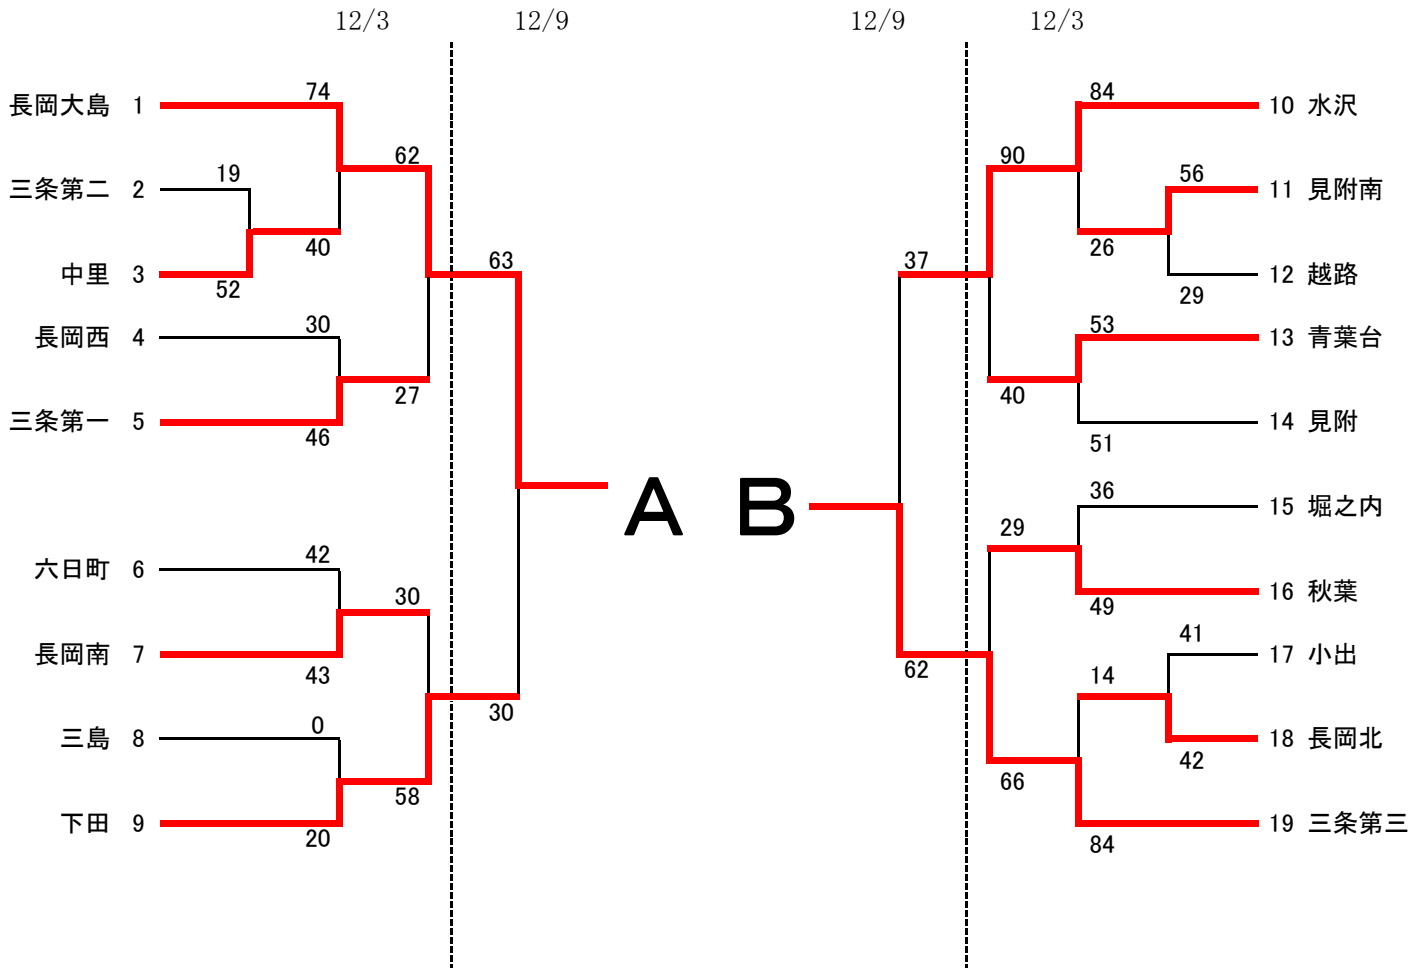 12/3 12/9 12/9 12/3
74 84
長岡大島 1 10 水沢
62 90
19 56
三条第二 2 11 見附南
40 26
63 37
中里 3 12 越路
52 29
30 53
長岡西 4 13 青葉台
27 40
三条第一 5 14 見附
46 51
36
A B 15 堀之内
29
42
六日町 6 16 秋葉
30 49
41
長岡南 7 17 小出
43 62 14
30
0
三島 8 18 長岡北
42
58 66
下田 9 19 三条第三
20 84